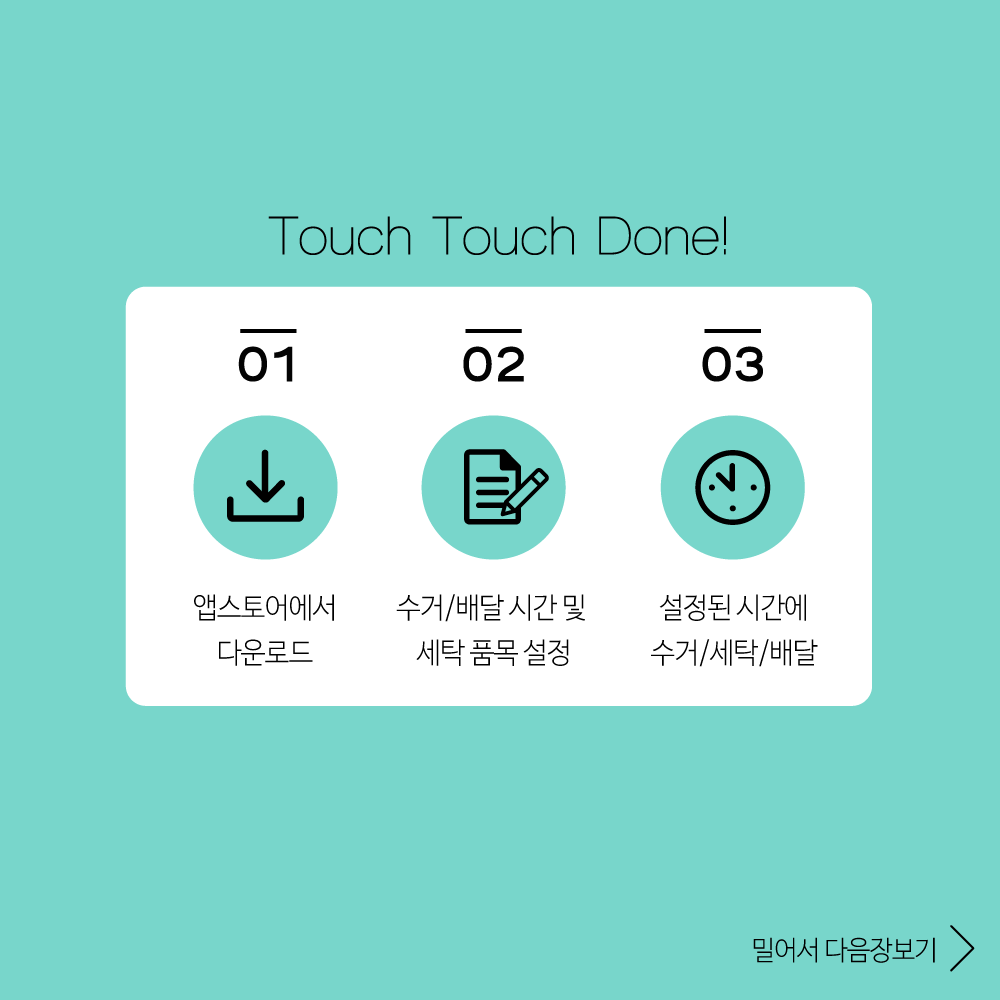 Touch Touch Done!
01
앱스토어에서
다운로드
02
수거/배달 시간 및
세탁 품목 설정
03
설정된 시간에
수거/세탁/배달
밀어서 다음장보기